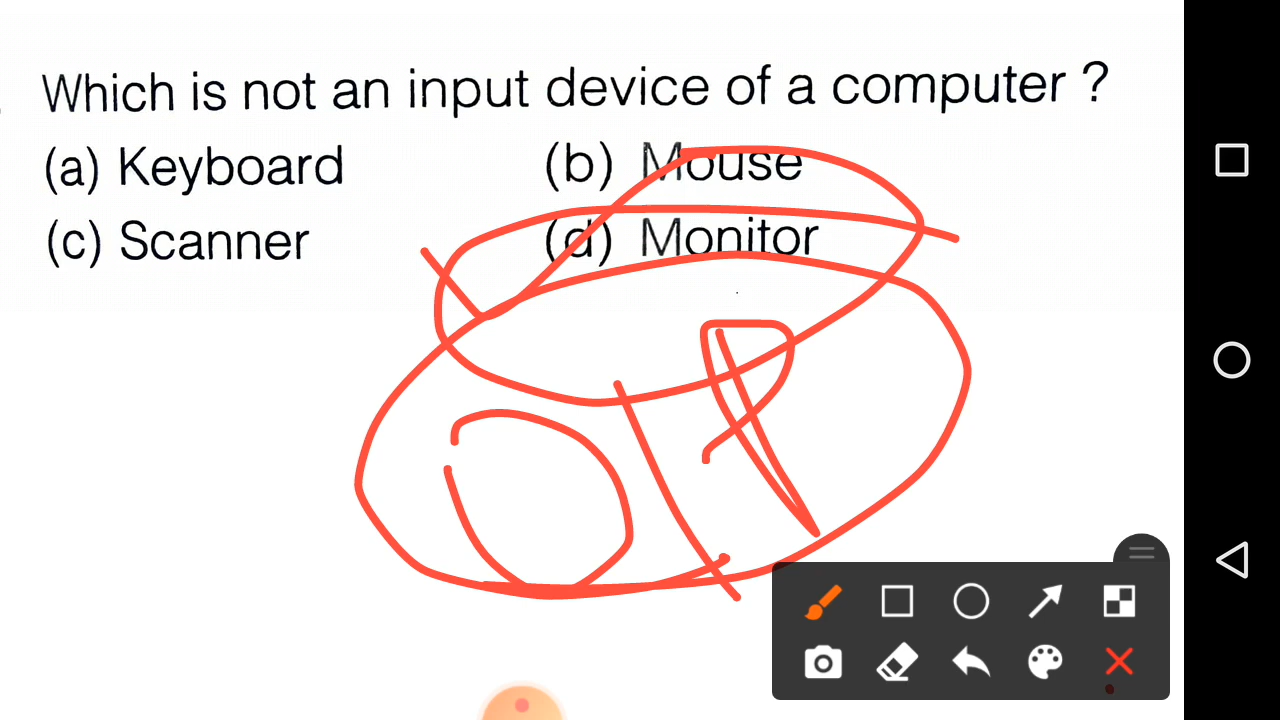 Which is not an input device of a computer ?
(a) Keyboard (b) Mouse
(c) Scanner (d) Monitor